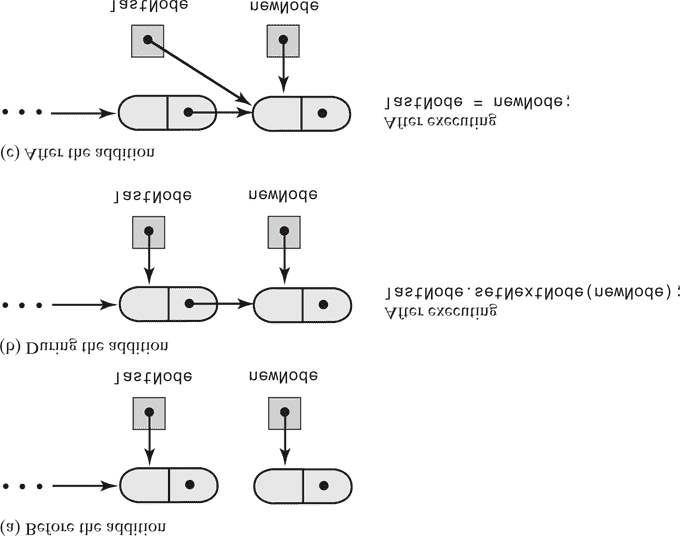 (a) Before the addition
lastNode newNode
(b) During the addition
After executing
lastNode.setNextNode(newNode);
lastNode newNode
(c) After the addition
After executing
lastNode = newNode;
lastNode newNode